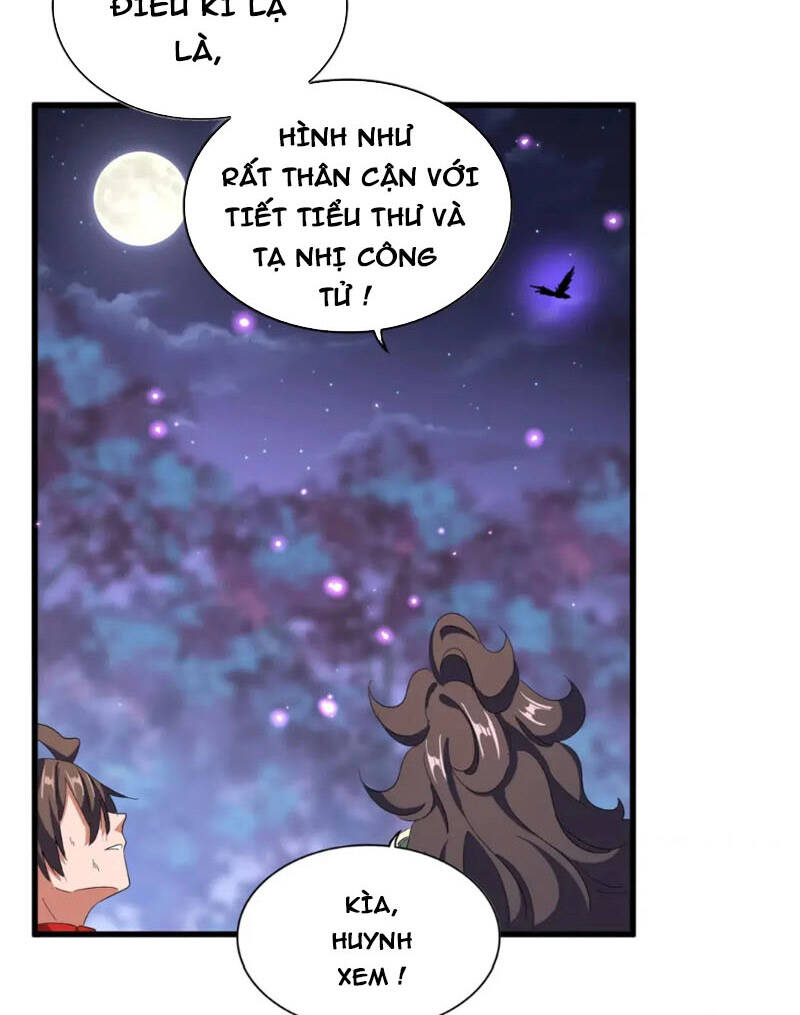 ĐIỀU KÌ LẠ
LÀ,
HÌNH NHƯ
RẤT THÂN CẬN VỚI
TIẾT TIỂU THƯ VÀ
TẠ NHỊ CÔNG
TỬ !
KÌA,
HUYNH
XEM !